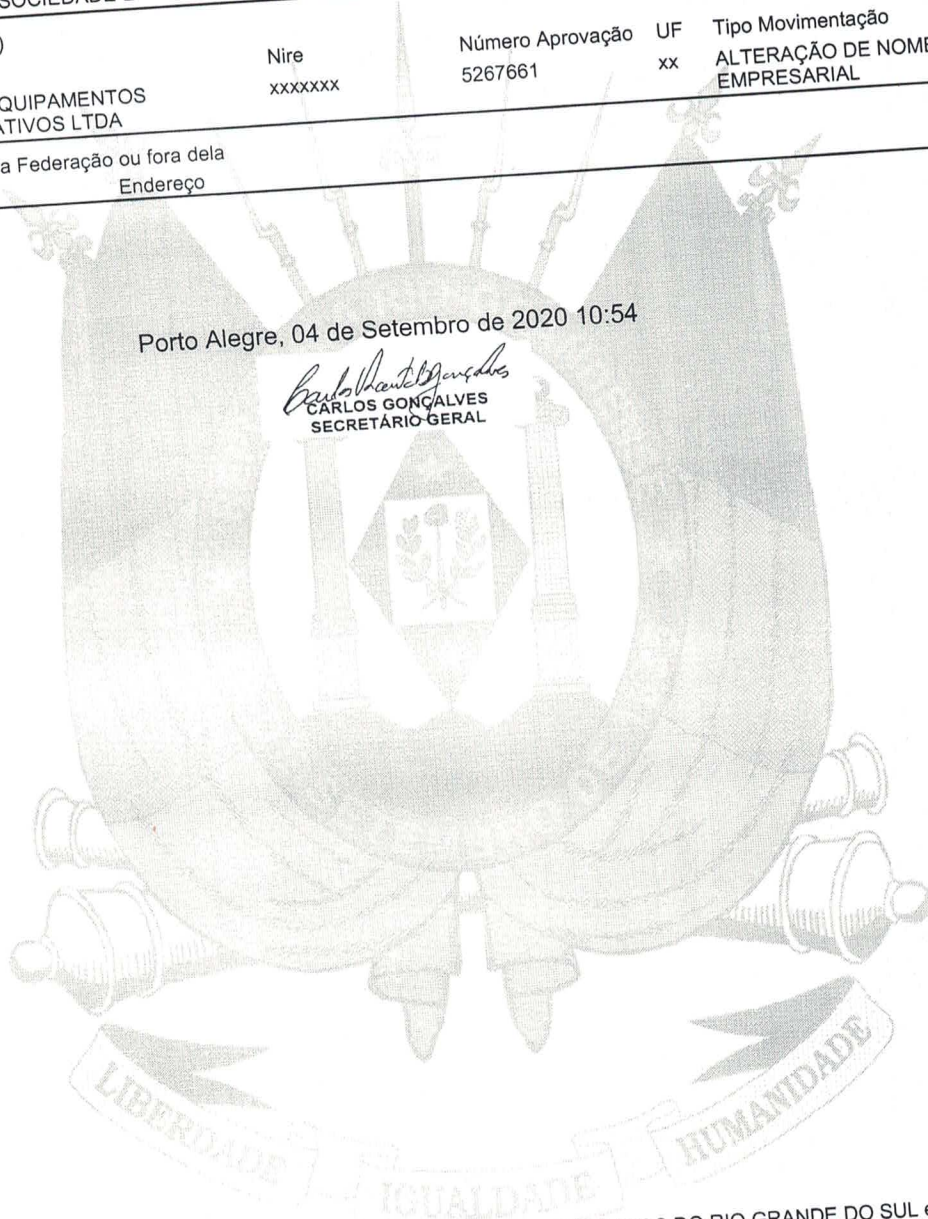 SOCIEDADE
)
Nire Número Aprovação UF Tipo Movimentação
xxxxxxx 5267661 xx ALTERAÇÃO DE NOME
QUIPAMENTOS EMPRESARIAL
ATIVOS LTDA
a Federação ou fora dela
Endereço
Porto Alegre, 04 de Setembro de 2020 10:54
CARLOS GONÇALVES
SECRETÁRIO GERAL
LIBERDADE
IGUALDADE
HUMANIDADE
DO RIO GRANDE DO SUL e